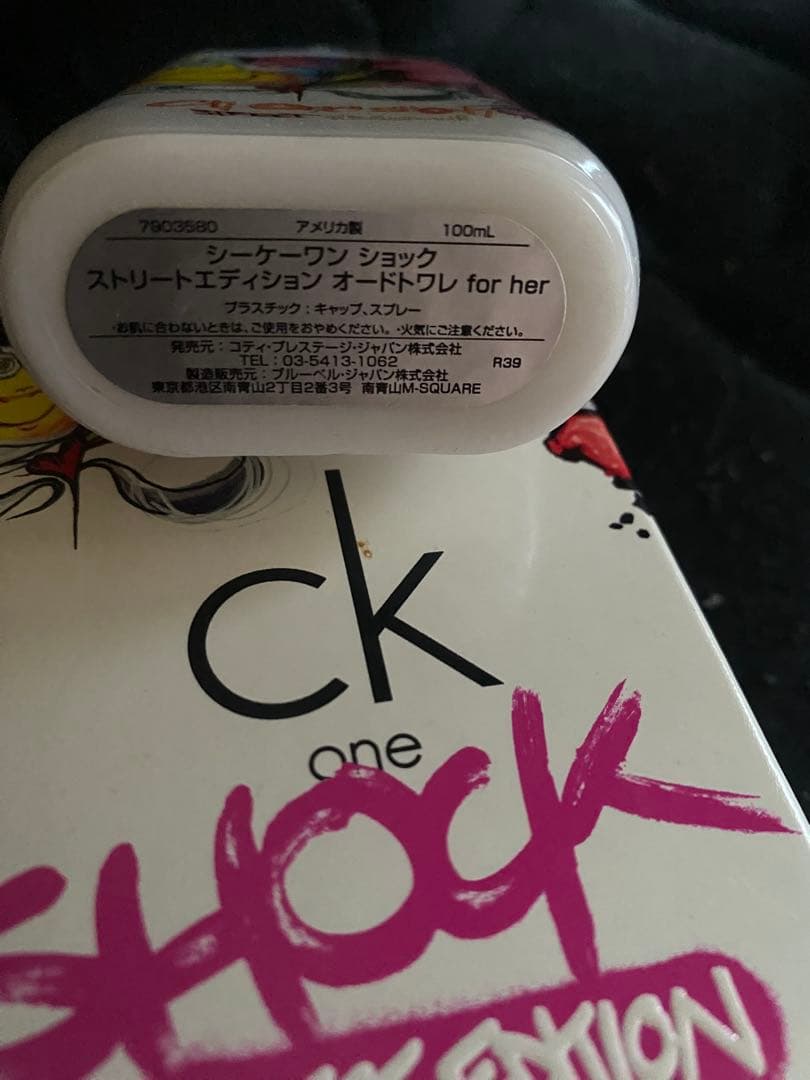 7903580 アメリカ製 100mL
シーケーワン ショック
ストリートエディション オードトワレ for her
プラスチック：キャップ、スプレー
・お肌に合わないときは、ご使用をおやめください。・火気にご注意ください。
発売元：コティ・プレステージ・ジャパン株式会社
TEL：03-5413-1062 R39
製造販売元：ブルーベル・ジャパン株式会社
東京都港区南青山2丁目2番3号 南青山M-SQUARE
ck
one
SHOCK
EDITION